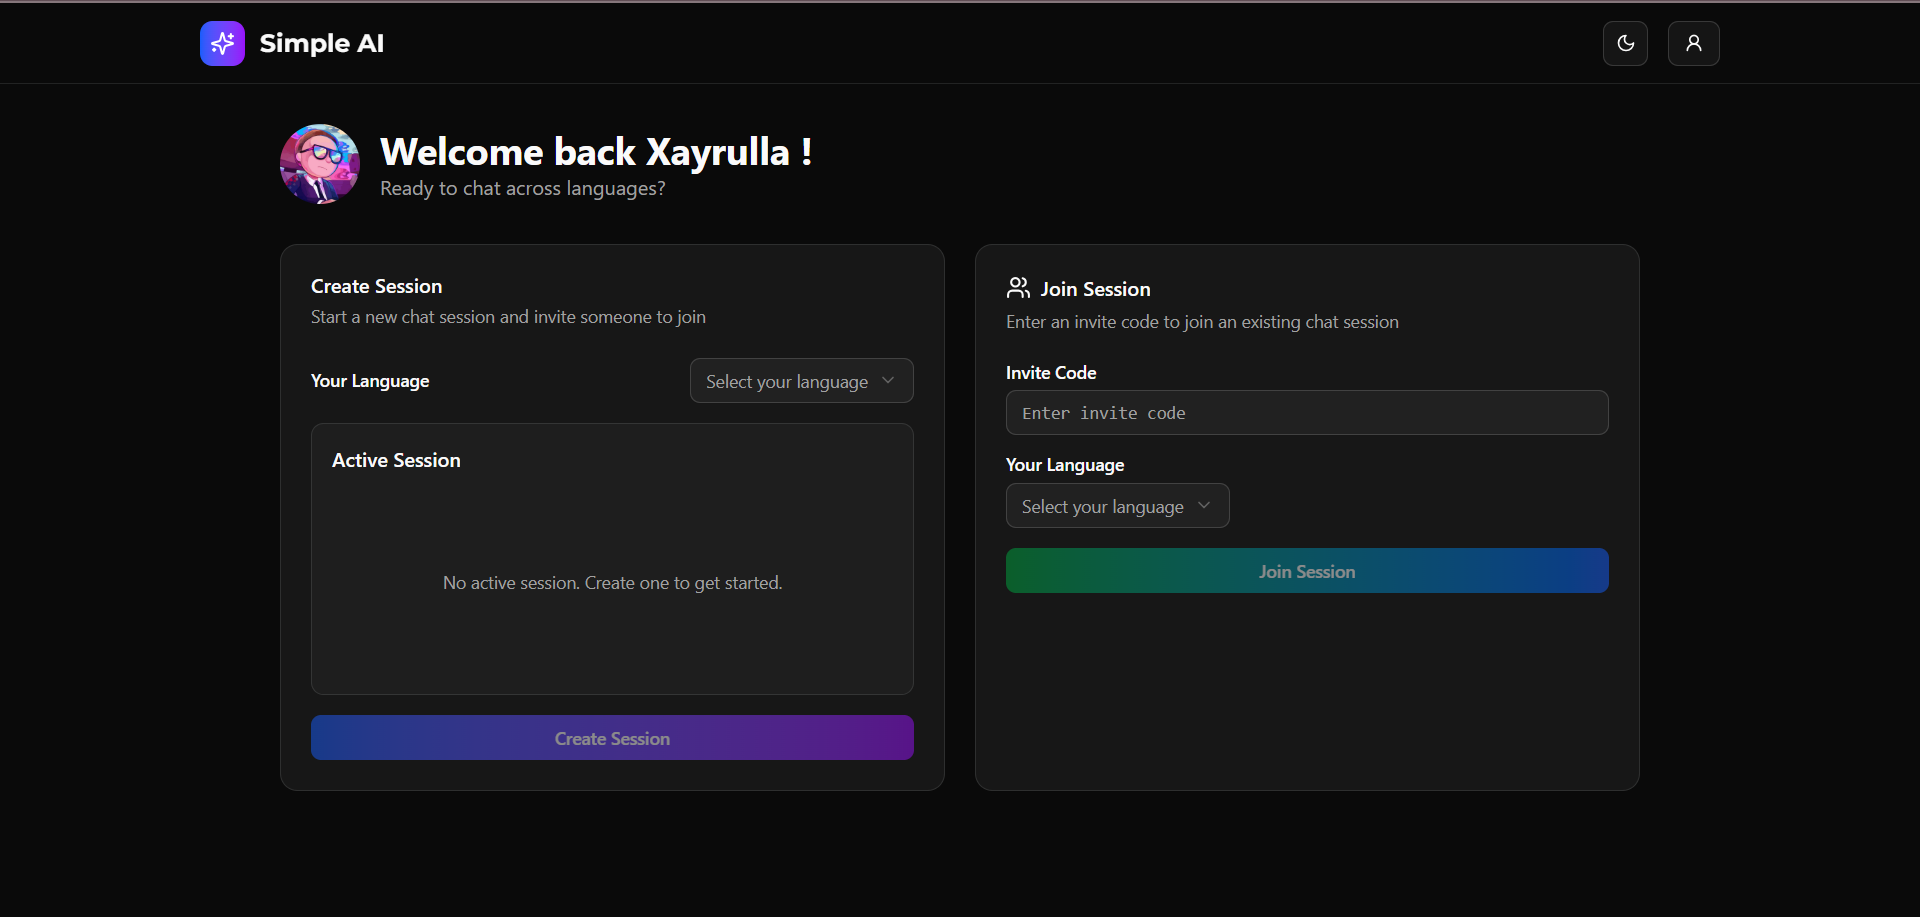 Simple AI
Welcome back Xayrulla !
Ready to chat across languages?
Create Session
Start a new chat session and invite someone to join
Your Language
Select your language
Active Session
No active session. Create one to get started.
Create Session
Join Session
Enter an invite code to join an existing chat session
Invite Code
Enter invite code
Your Language
Select your language
Join Session